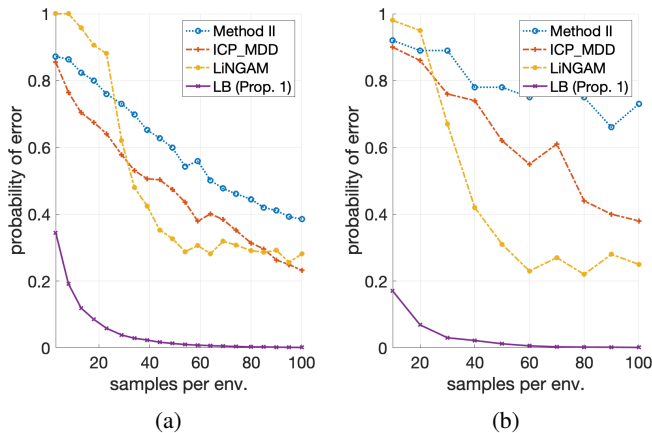 1
0.8
0.6
0.4
0.2
0
20
40
60
80
100
probability of error
samples per env.
Method II
ICP_MDD
LiNGAM
LB (Prop. 1)
(a)
1
0.8
0.6
0.4
0.2
0
20
40
60
80
100
probability of error
samples per env.
Method II
ICP_MDD
LiNGAM
LB (Prop. 1)
(b)